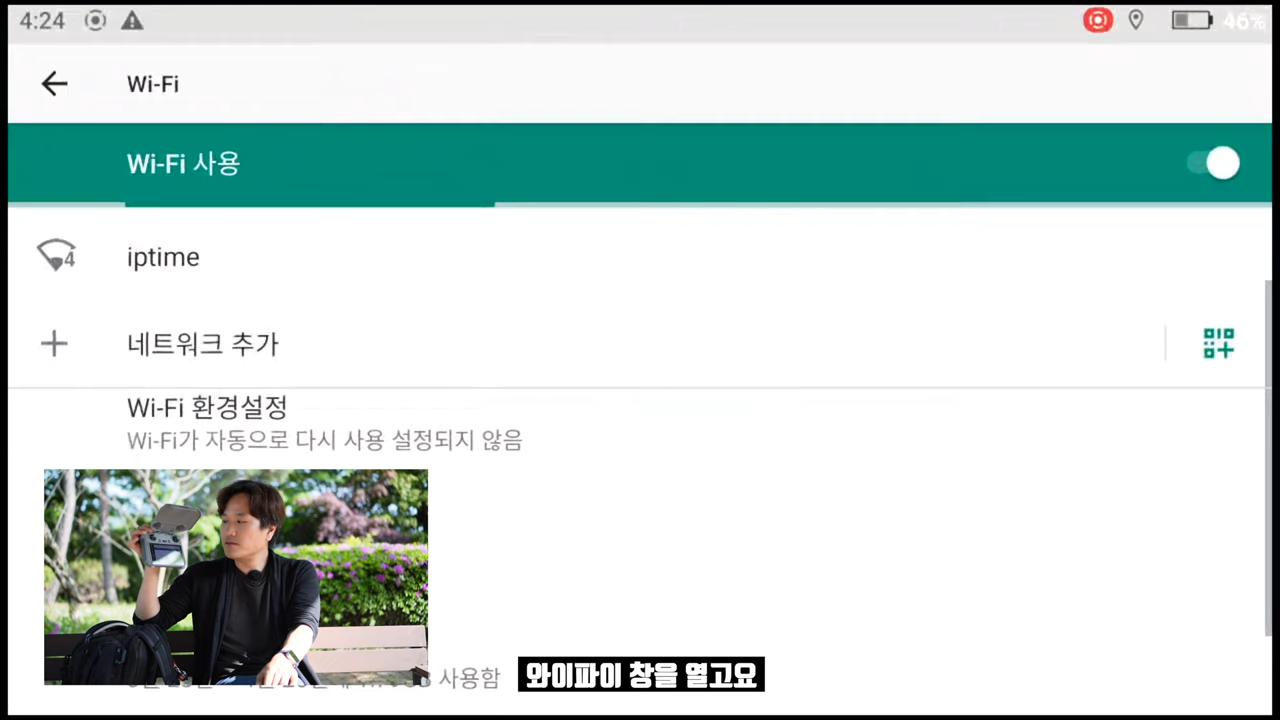 4:24
46%
Wi-Fi
Wi-Fi 사용
4
iptime
네트워크 추가
Wi-Fi 환경설정
Wi-Fi가 자동으로 다시 사용 설정되지 않음
사용함
와이파이 창을 열고요